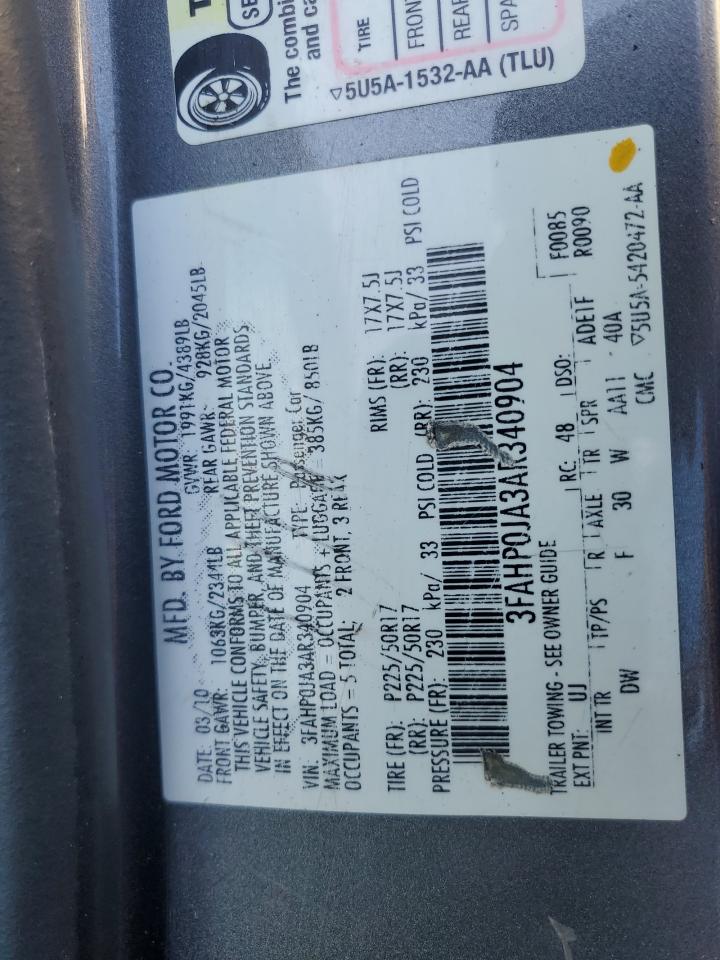 T
SE
The combi
and ca
TIRE
FRONT
REAR
SPA
▽5U5A-1532-AA (TLU)
MFD. BY FORD MOTOR CO.
DATE: 03/10 GVWR: 1991KG/4389LB
FRONT GAWR: 1063KG/2344LB REAR GAWR: 928KG/2045LB
THIS VEHICLE CONFORMS TO ALL APPLICABLE FEDERAL MOTOR
VEHICLE SAFETY, BUMPER, AND THEFT PREVENTION STANDARDS
IN EFFECT ON THE DATE OF MANUFACTURE SHOWN ABOVE
VIN: 3FAHP0JA3AR340904 TYPE: Passenger Car
MAXIMUM LOAD = OCCUPANTS + LUGGAGE = 385KG/850LB
OCCUPANTS = 5 TOTAL; 2 FRONT, 3 REAR
TIRE (FR): P225/50R17 RIMS (FR): 17X7.5J
(RR): P225/50R17 (RR): 17X7.5J
PRESSURE (FR): 230 kPa/ 33 PSI COLD (RR): 230 kPa/ 33 PSI COLD
3FAHP0JA3AR340904
TRAILER TOWING - SEE OWNER GUIDE
EXT PNT: UJ RC: 48 DSO: F0085
R0090
INT TR TP/PS R AXLE TR SPR ADE1F
DW F 30 W AA11 40A
CMC ▽5U5A-5420472-AA